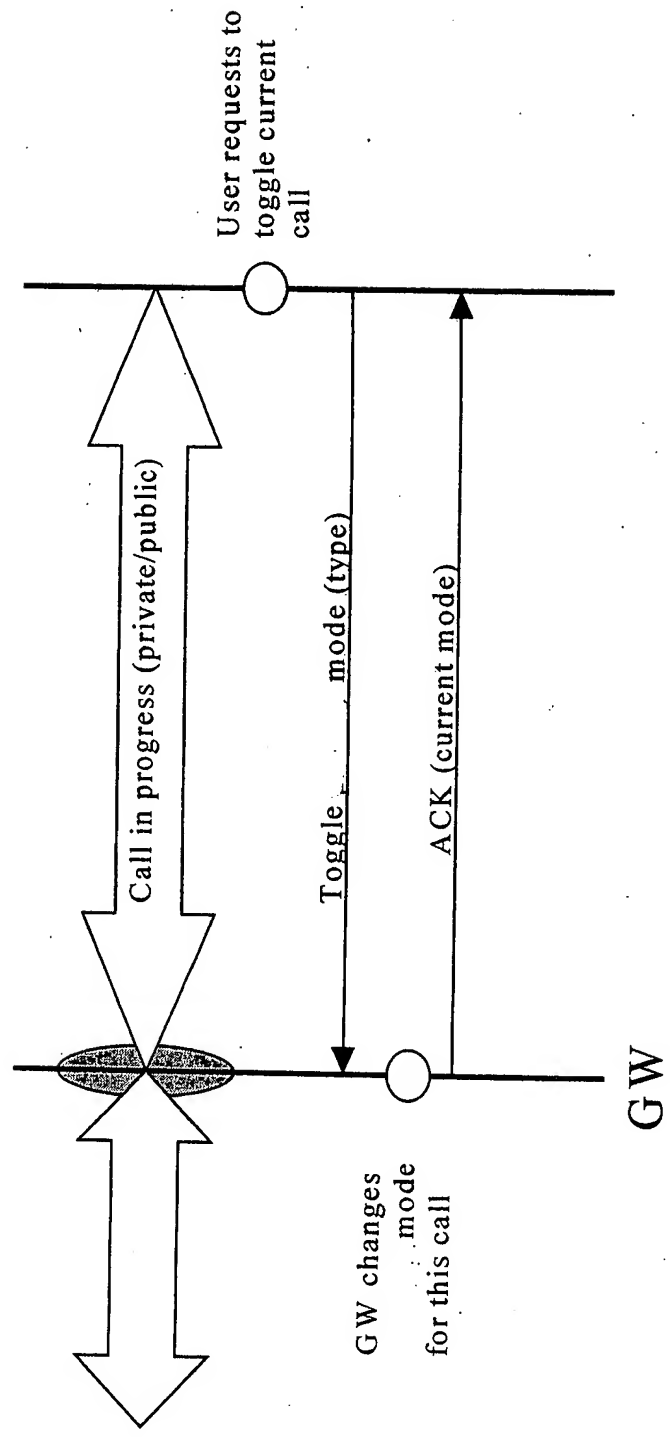 Call in progress (private/public)
User requests to
toggle current
call
Toggle mode (type)
GW changes
mode
for this call
ACK (current mode)
GW